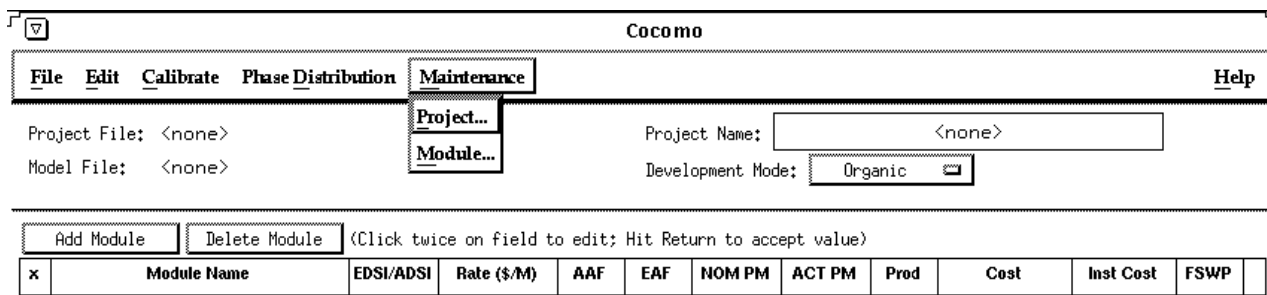 Cocomo
File Edit Calibrate Phase Distribution Maintenance Help
Project...
Module...
Project File: <none>
Project Name: <none>
Model File: <none>
Development Mode: Organic
Add Module Delete Module (Click twice on field to edit; Hit Return to accept value)
x Module Name EDSI/ADSI Rate ($/M) AAF EAF NOM PM ACT PM Prod Cost Inst Cost FSWP